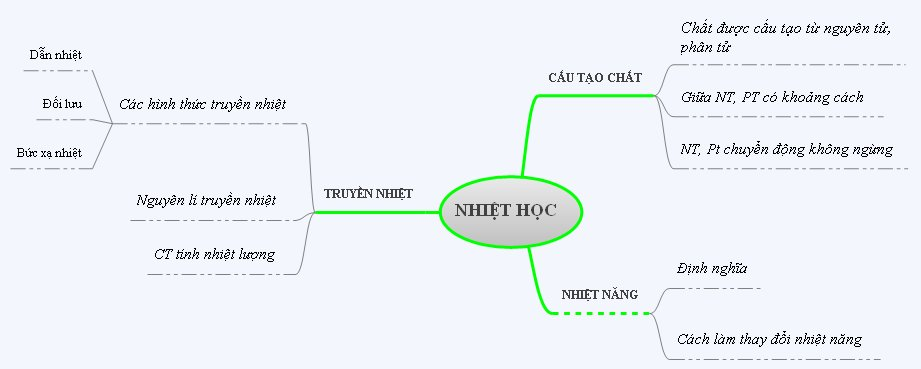 Dẫn nhiệt
Đối lưu
Bức xạ nhiệt
Các hình thức truyền nhiệt
Nguyên lí truyền nhiệt
CT tính nhiệt lượng
TRUYỀN NHIỆT
NHIỆT HỌC
CẤU TẠO CHẤT
Chất được cấu tạo từ nguyên tử,
phân tử
Giữa NT, PT có khoảng cách
NT, Pt chuyển động không ngừng
NHIỆT NĂNG
Định nghĩa
Cách làm thay đổi nhiệt năng